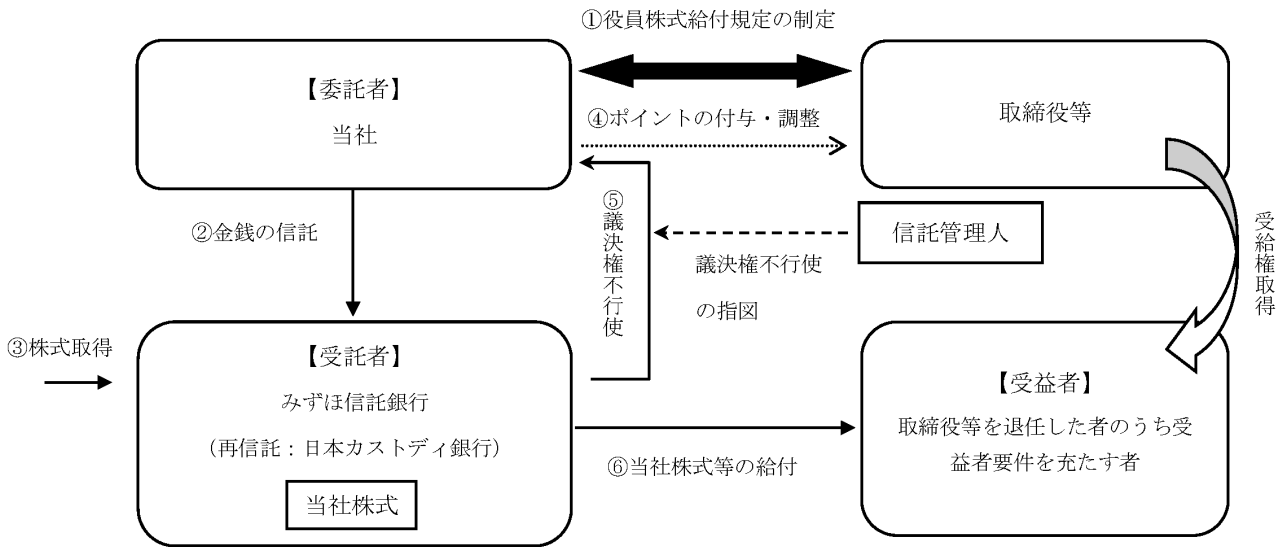 ①役員株式給付規定の制定
【委託者】
当社
取締役等
④ポイントの付与・調整
②金銭の信託
⑤議決権不行使
信託管理人
議決権不行使
の指図
受給権取得
③株式取得
【受託者】
みずほ信託銀行
（再信託：日本カストディ銀行）
当社株式
⑥当社株式等の給付
【受益者】
取締役等を退任した者のうち受
益者要件を充たす者